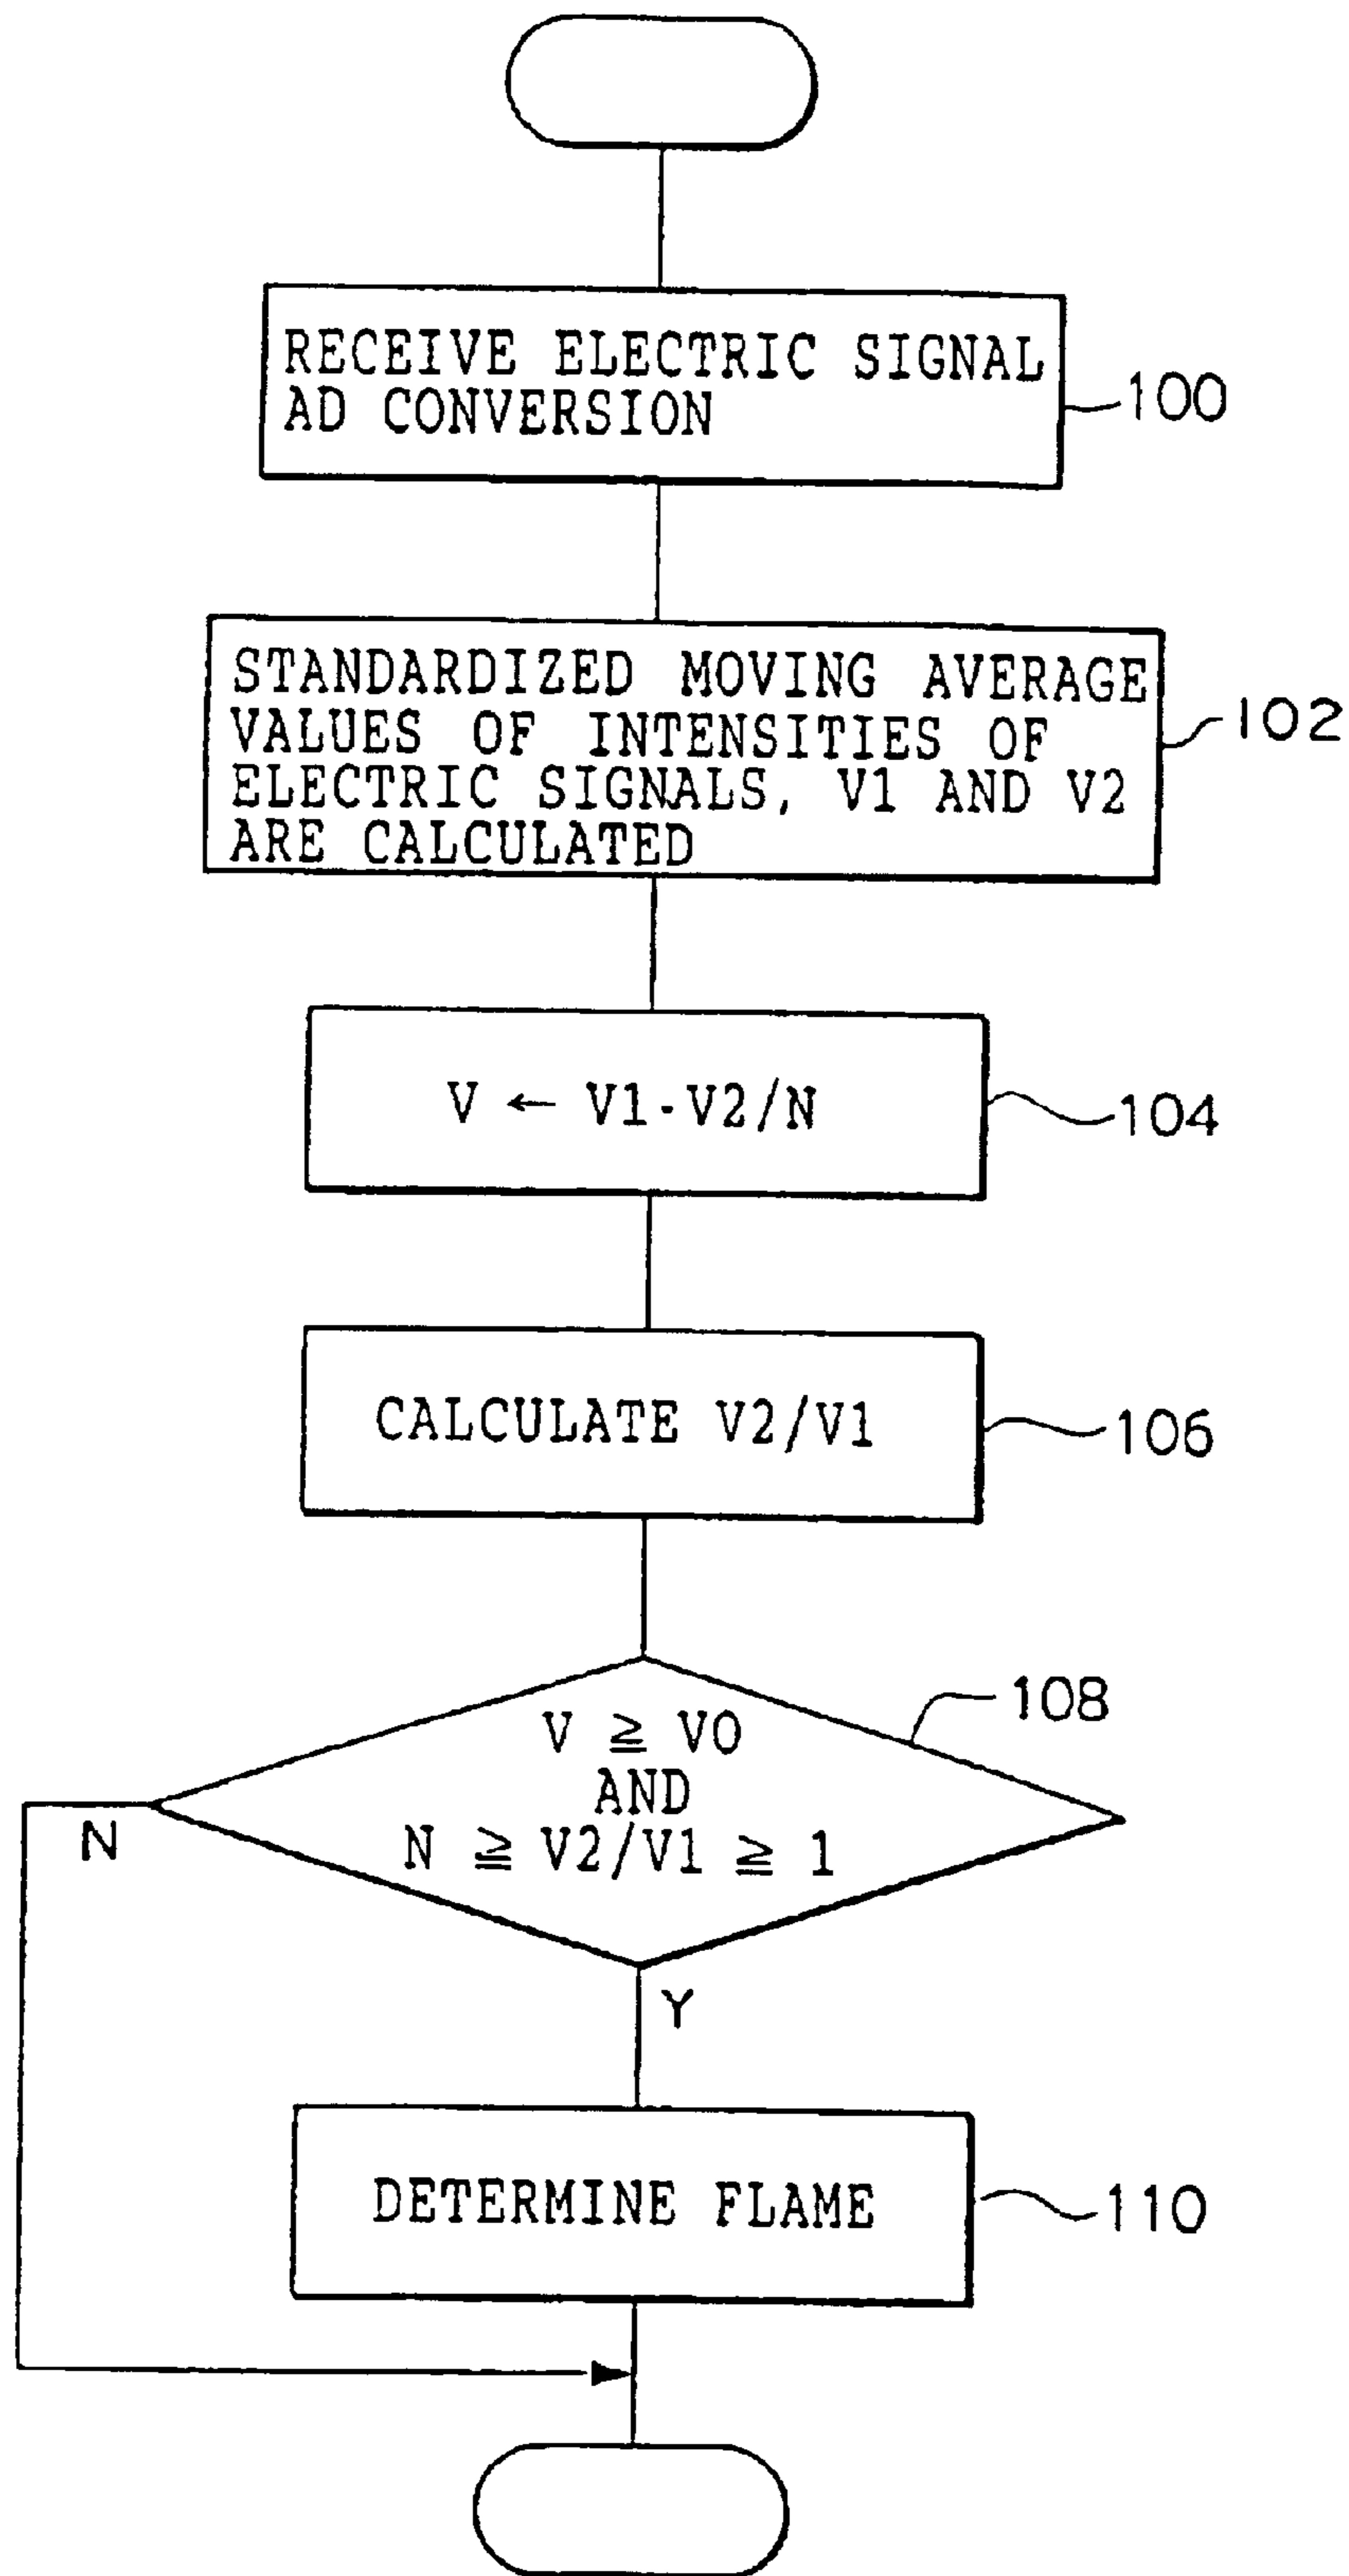 RECEIVE ELECTRIC SIGNAL
AD CONVERSION
100
STANDARDIZED MOVING AVERAGE
VALUES OF INTENSITIES OF
ELECTRIC SIGNALS, V1 AND V2
ARE CALCULATED
102
V ← V1-V2/N
104
CALCULATE V2/V1
106
108
V ≧ V0
AND
N ≧ V2/V1 ≧ 1
N
Y
DETERMINE FLAME
110